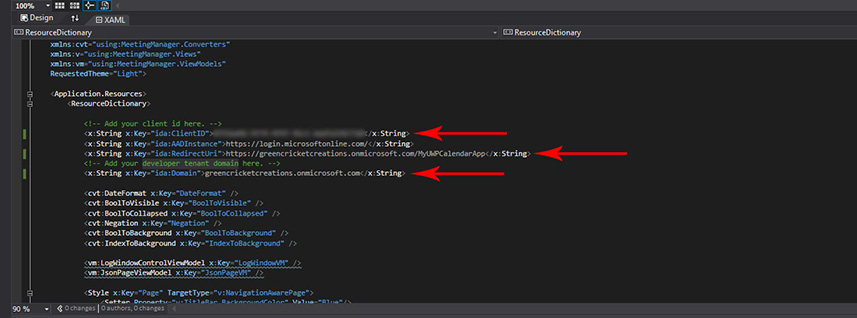 100%
Design XAML
ResourceDictionary ResourceDictionary
xmlns:cvt="using:MeetingManager.Converters"
xmlns:v="using:MeetingManager.Views"
xmlns:vm="using:MeetingManager.ViewModels"
RequestedTheme="Light">
<Application.Resources>
<ResourceDictionary>
<!-- Add your client id here. -->
<x:String x:Key="ida:ClientID"></x:String>
<x:String x:Key="ida:AADInstance">https://login.microsoftonline.com/</x:String>
<x:String x:Key="ida:RedirectUri">https://greencricketcreations.onmicrosoft.com/MyUWPCalendarApp</x:String>
<!-- Add your developer tenant domain here. -->
<x:String x:Key="ida:Domain">greencricketcreations.onmicrosoft.com</x:String>
<cvt:DateFormat x:Key="DateFormat" />
<cvt:BoolToVisible x:Key="BoolToVisible" />
<cvt:BoolToCollapsed x:Key="BoolToCollapsed" />
<cvt:Negation x:Key="Negation" />
<cvt:BoolToBackground x:Key="BoolToBackground" />
<cvt:IndexToBackground x:Key="IndexToBackground" />
<vm:LogWindowControlViewModel x:Key="LogWindowVM" />
<vm:JsonPageViewModel x:Key="JsonPageVM" />
<Style x:Key="Page" TargetType="v:NavigationAwarePage">
<Setter Property="v:TitleBar.BackgroundColor" Value="Blue"/>
90% 0 changes | 0 authors, 0 changes